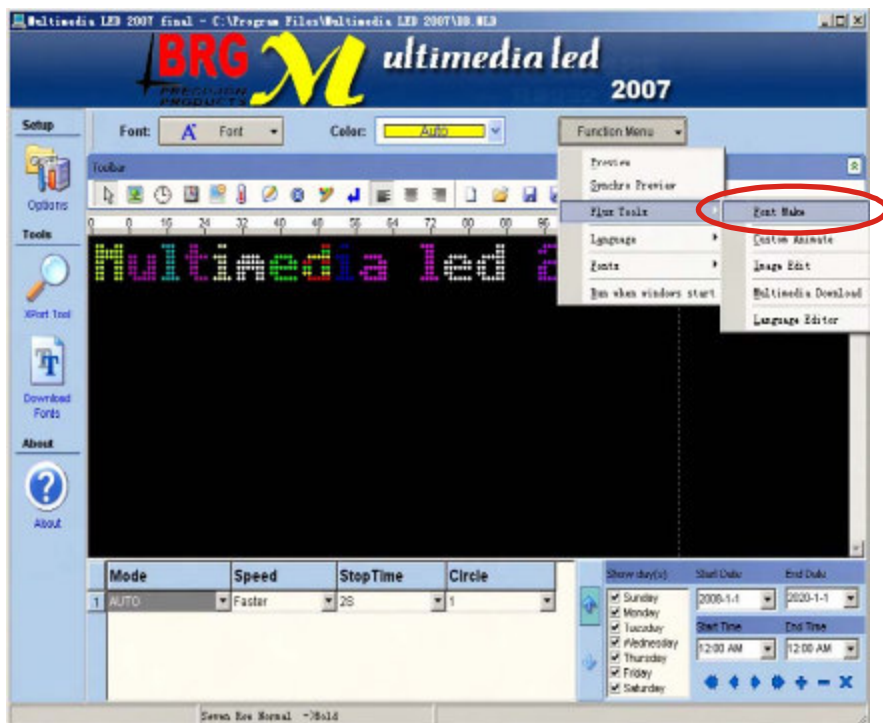 Multimedia LED 2007 final - C:\Program Files\Multimedia LED 2007\DB.MLD
BRG
PRECISION
PRODUCTS
Multimedia led
2007
Setup
Font: A Font
Color: Auto
Function Menu
Toolbar
Preview
Synchro Preview
Plus Tools
Language
Fonts
Run when windows start
Font Make
Custom Animate
Image Edit
Multimedia Download
Language Editor
Options
Tools
XPort Tool
Download
Fonts
About
About
0 8 16 24 32 40 48 56 64 72 80 88 96
Multimedia led a
Mode Speed StopTime Circle
1 AUTO Faster 2S 1
Show day(s) Start Date End Date
Sunday
Monday
Tuesday
Wednesday
Thursday
Friday
Saturday
2008-1-1 2020-1-1
Start Time End Time
12:00 AM 12:00 AM
Seven Row Normal ->Bold